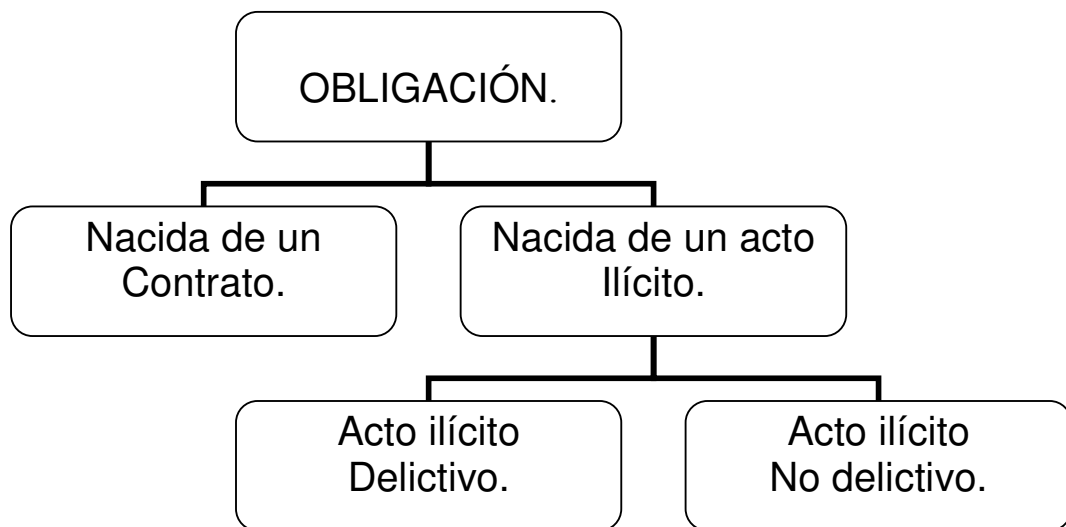 OBLIGACIÓN.
Nacida de un
Contrato.
Nacida de un acto
Ilícito.
Acto ilícito
Delictivo.
Acto ilícito
No delictivo.